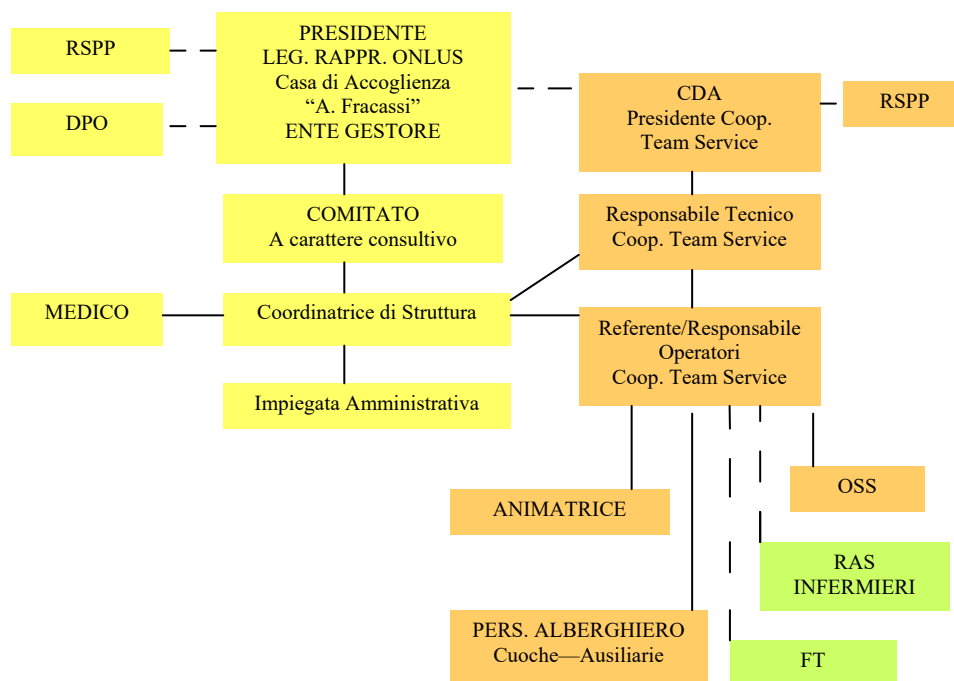 RSPP
PRESIDENTE
LEG. RAPPR. ONLUS
Casa di Accoglienza
“A. Fracassi”
ENTE GESTORE
DPO
CDA
Presidente Coop.
Team Service
RSPP
COMITATO
A carattere consultivo
Responsabile Tecnico
Coop. Team Service
MEDICO
Coordinatrice di Struttura
Referente/Responsabile
Operatori
Coop. Team Service
Impiegata Amministrativa
ANIMATRICE
OSS
RAS
INFERMIERI
PERS. ALBERGHIERO
Cuoche—Ausiliarie
FT